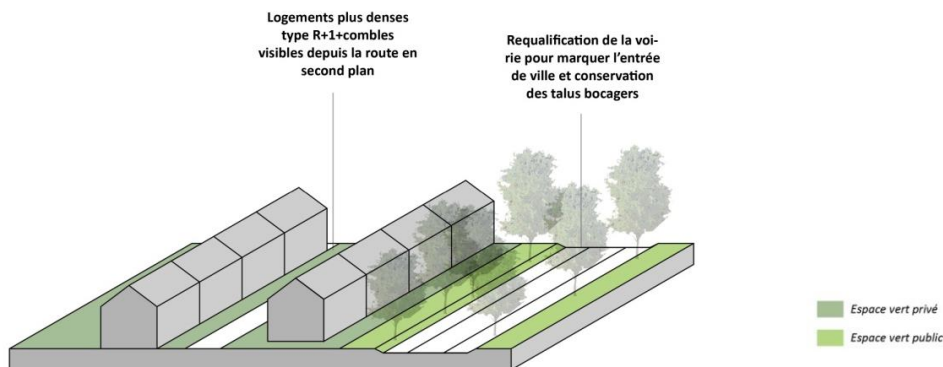 Logements plus denses
type R+1+combles
visibles depuis la route en
second plan
Requalification de la voi-
rie pour marquer l'entrée
de ville et conservation
des talus bocagers
Espace vert privé
Espace vert public